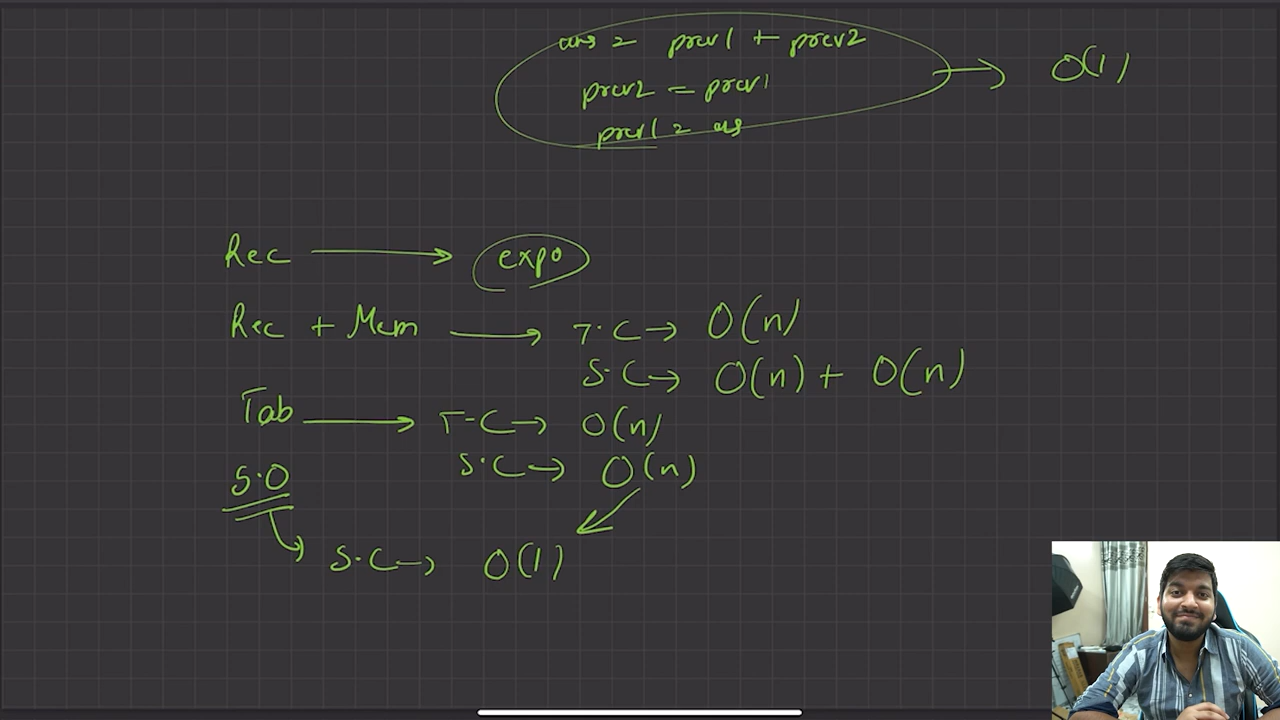 ans = prev1 + prev2
prev2 = prev1
prev1 = ans
→ O(1)
Rec → expo
Rec + Mem → T.C → O(n)
S.C → O(n) + O(n)
Tab → T-C → O(n)
S.C → O(n)
S.O
S.C → O(1)